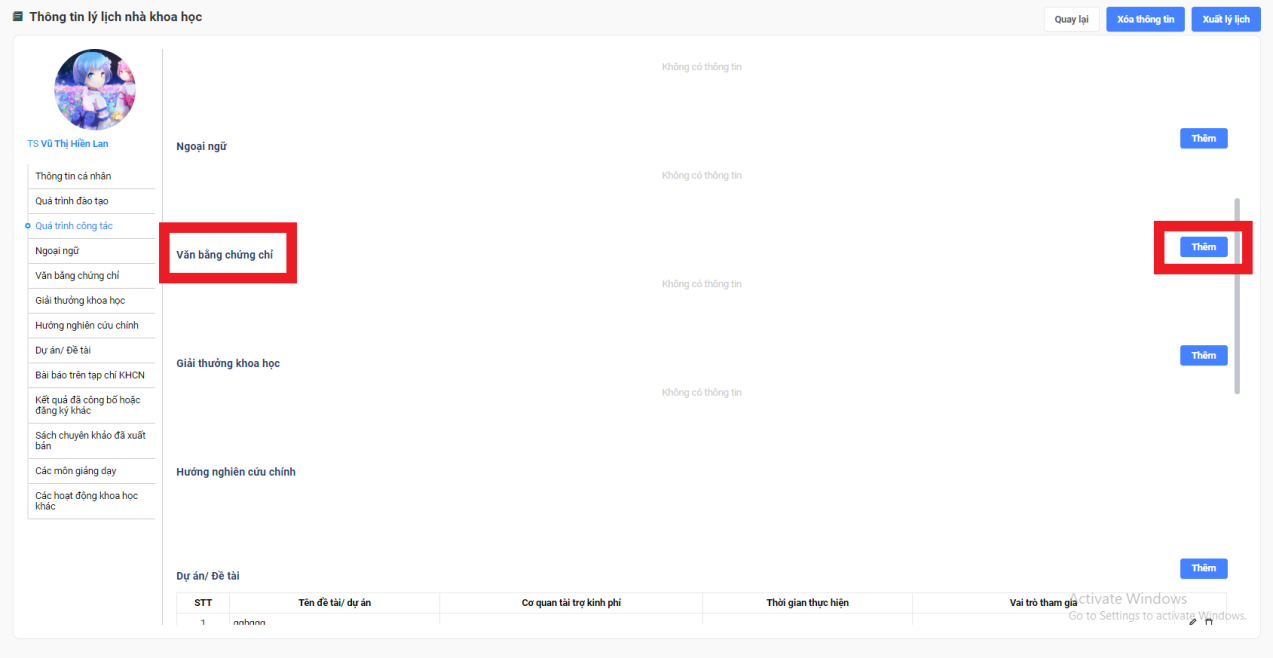 Thông tin lý lịch nhà khoa học
Quay lại
Xóa thông tin
Xuất lý lịch
TS Vũ Thị Hiền Lan
Thông tin cá nhân
Quá trình đào tạo
Quá trình công tác
Ngoại ngữ
Văn bằng chứng chỉ
Giải thưởng khoa học
Hướng nghiên cứu chính
Dự án/ Đề tài
Bài báo trên tạp chí KHCN
Kết quả đã công bố hoặc
đăng ký khác
Sách chuyên khảo đã xuất
bản
Các môn giảng dạy
Các hoạt động khoa học
khác
Không có thông tin
Ngoại ngữ
Thêm
Không có thông tin
Văn bằng chứng chỉ
Thêm
Không có thông tin
Giải thưởng khoa học
Thêm
Không có thông tin
Hướng nghiên cứu chính
Dự án/ Đề tài
Thêm
STT
Tên đề tài/ dự án
Cơ quan tài trợ kinh phí
Thời gian thực hiện
Vai trò tham gia
1
Activate Windows
Go to Settings to activate Windows.